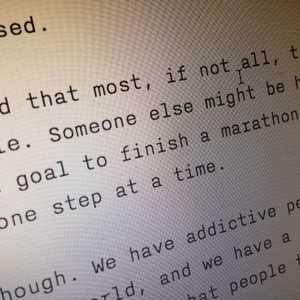 sed.
d that most, if not all, t
le. Someone else might be h
goal to finish a marathon
one step at a time.
hough. We have addictive pe
rld, and we have a
hat people t